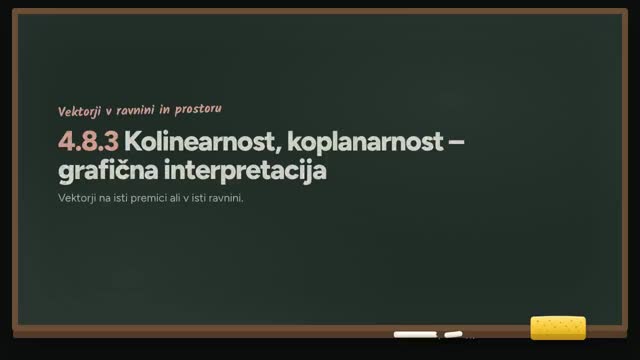 Vektorji v ravnini in prostoru
4.8.3 Kolinearnost, koplanarnost –
grafična interpretacija
Vektorji na isti premici ali v isti ravnini.